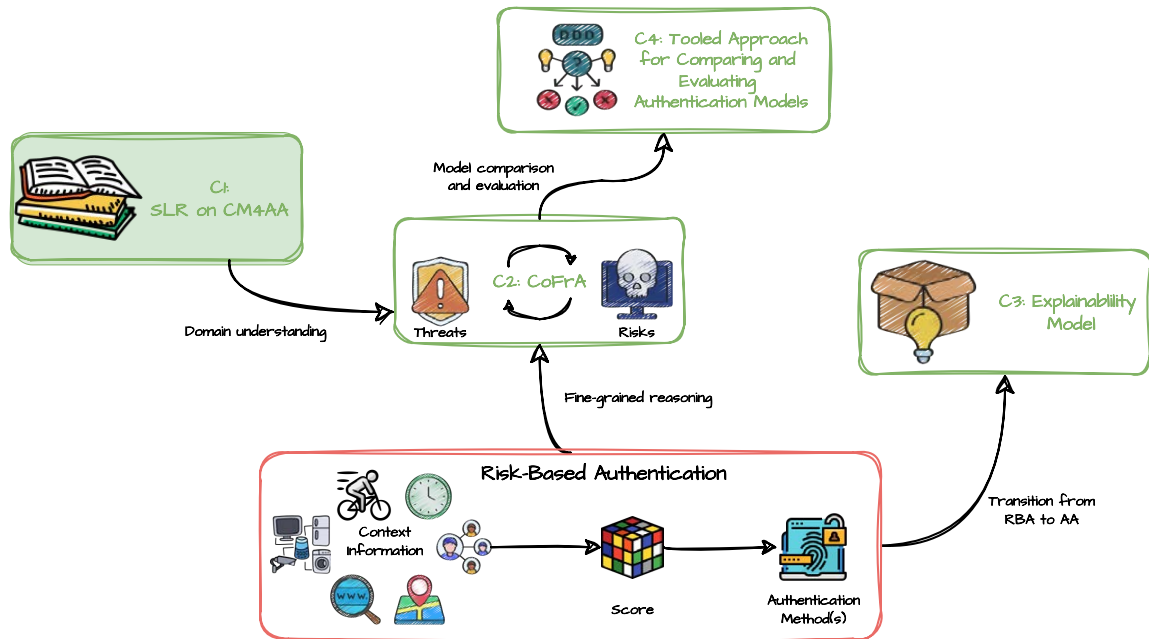 C4: Tooled Approach
for Comparing and
Evaluating
Authentication Models
C1:
SLR on CM4AA
Model comparison
and evaluation
C2: CoFrA
Threats
Risks
Domain understanding
C3: Explainablility
Model
Fine-grained reasoning
Risk-Based Authentication
Context
Information
www.
Score
Authentication
Method(s)
Transition from
RBA to AA